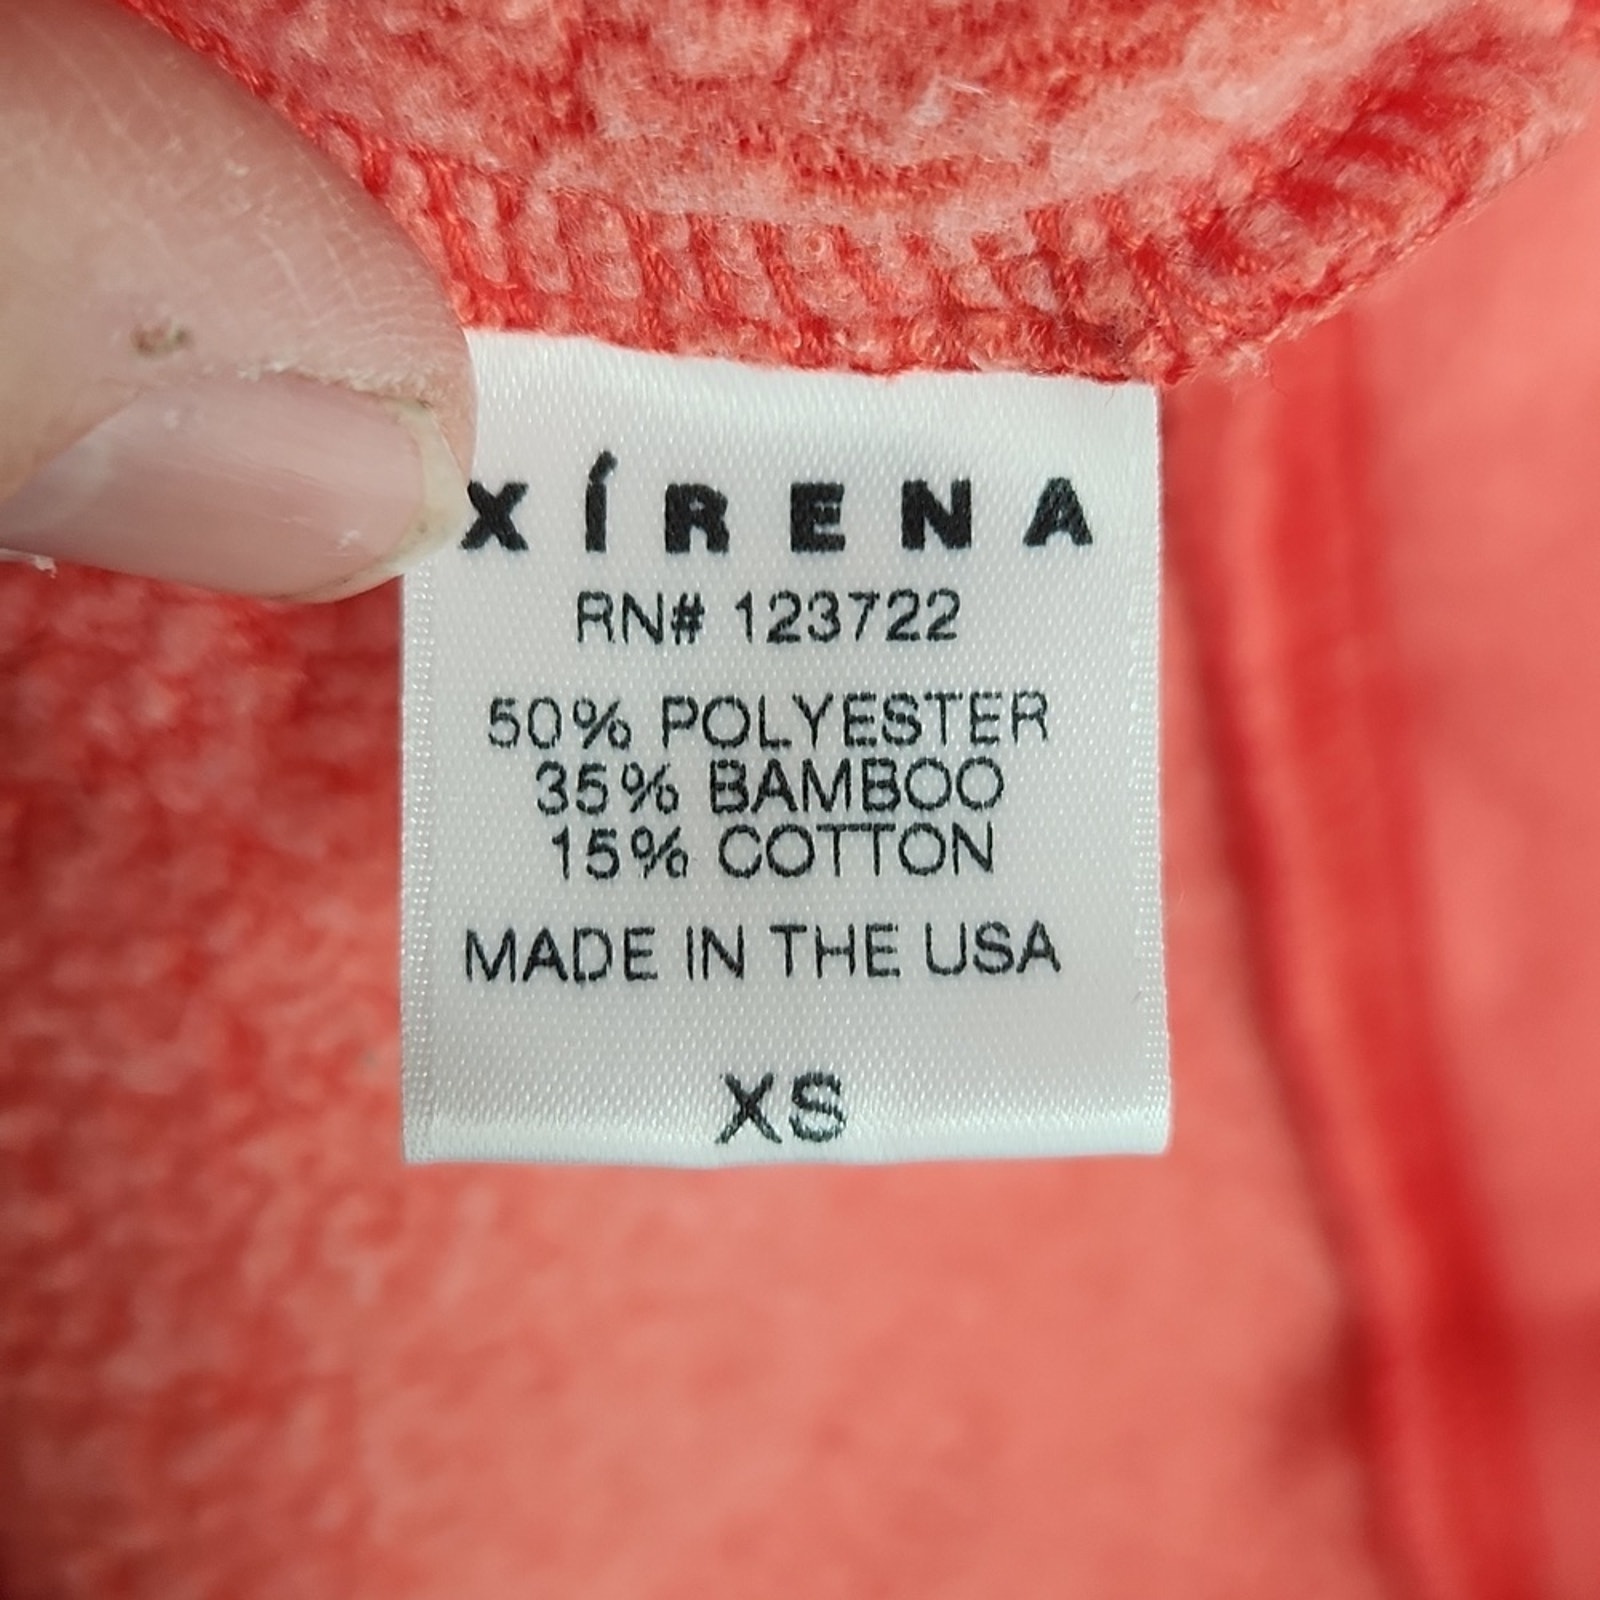 XÍRENA
RN# 123722
50% POLYESTER
35% BAMBOO
15% COTTON
MADE IN THE USA
XS